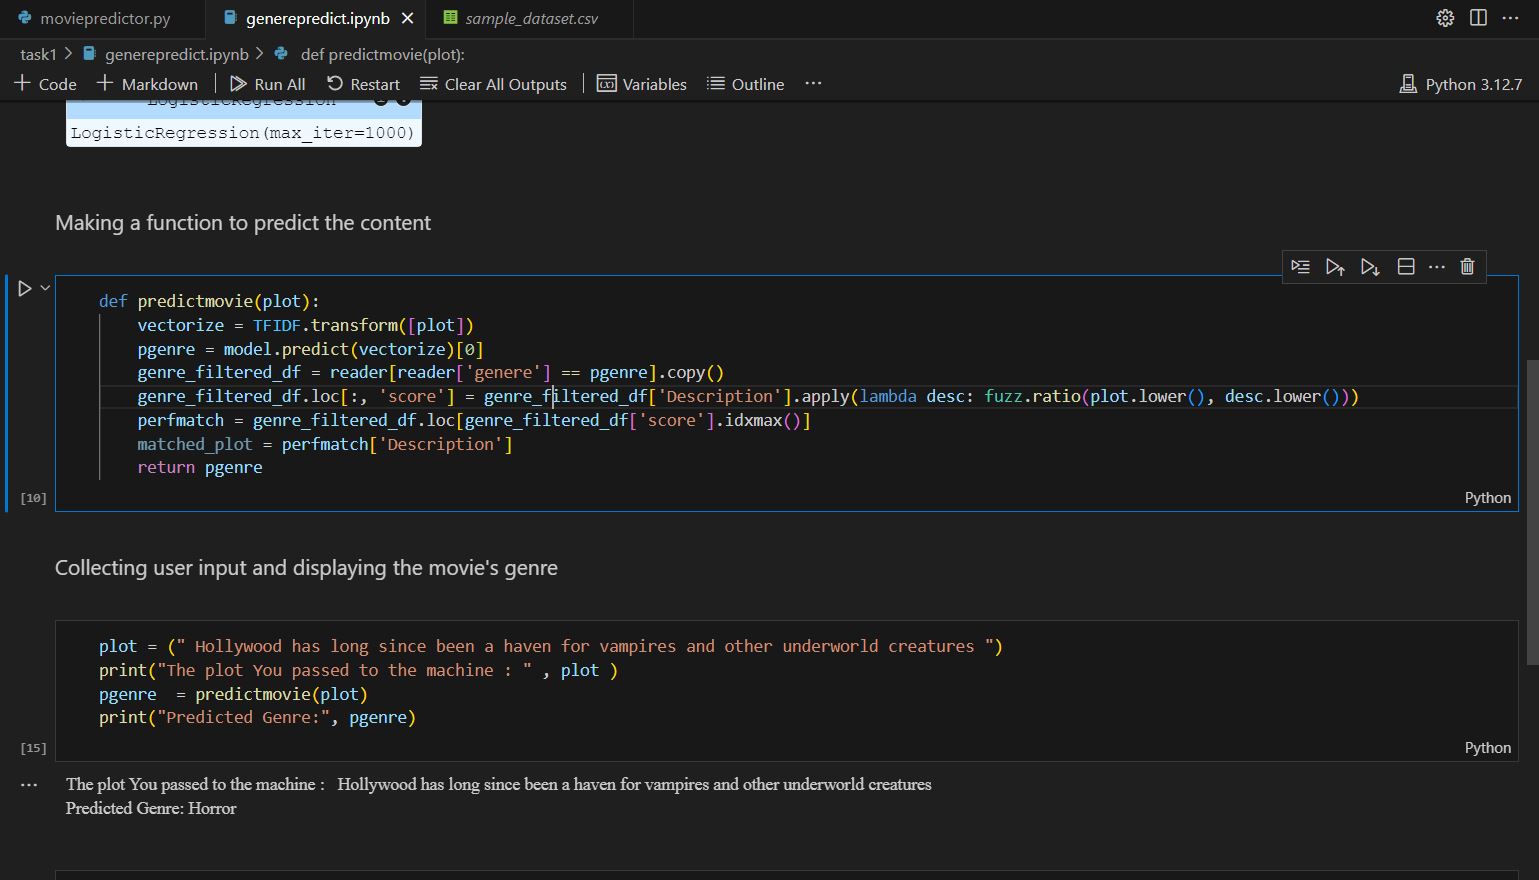 moviepredictor.py generepredict.ipynb sample_dataset.csv
task1 > generepredict.ipynb > def predictmovie(plot):
+ Code + Markdown | Run All Restart Clear All Outputs | Variables Outline ... Python 3.12.7
LogisticRegression
LogisticRegression(max_iter=1000)
Making a function to predict the content
def predictmovie(plot):
    vectorize = TFIDF.transform([plot])
    pgenre = model.predict(vectorize)[0]
    genre_filtered_df = reader[reader['genere'] == pgenre].copy()
    genre_filtered_df.loc[:, 'score'] = genre_filtered_df['Description'].apply(lambda desc: fuzz.ratio(plot.lower(), desc.lower()))
    perfmatch = genre_filtered_df.loc[genre_filtered_df['score'].idxmax()]
    matched_plot = perfmatch['Description']
    return pgenre
[10] Python
Collecting user input and displaying the movie's genre
plot = (" Hollywood has long since been a haven for vampires and other underworld creatures ")
print("The plot You passed to the machine : " , plot )
pgenre  = predictmovie(plot)
print("Predicted Genre:", pgenre)
[15] Python
... The plot You passed to the machine :   Hollywood has long since been a haven for vampires and other underworld creatures
Predicted Genre: Horror